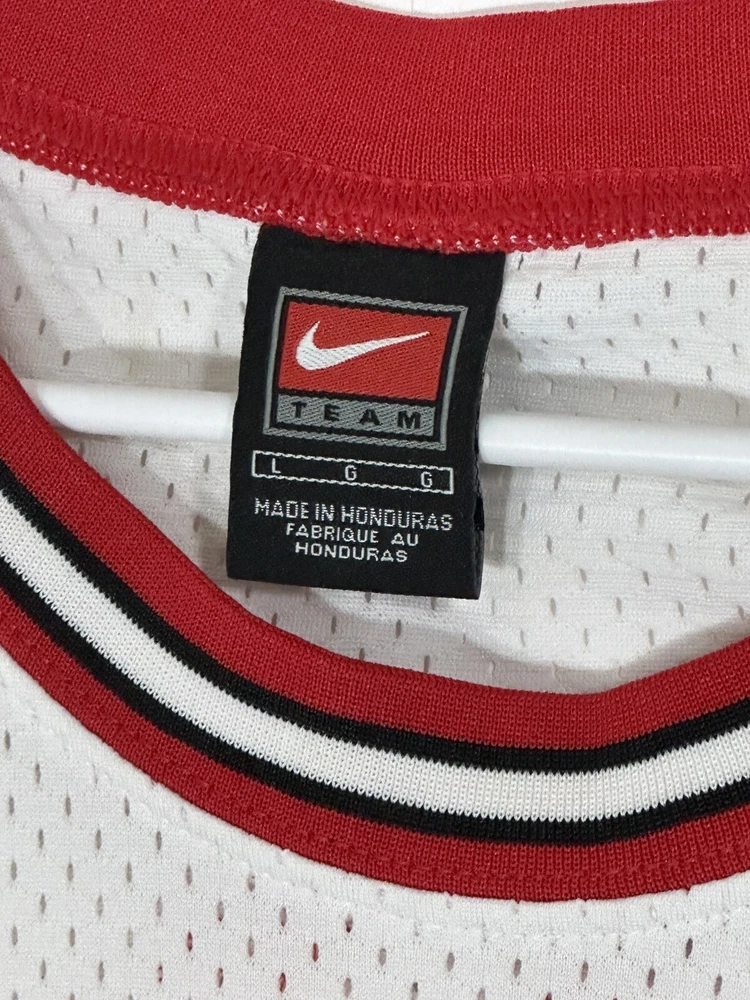 TEAM
L G G
MADE IN HONDURAS
FABRIQUE AU
HONDURAS